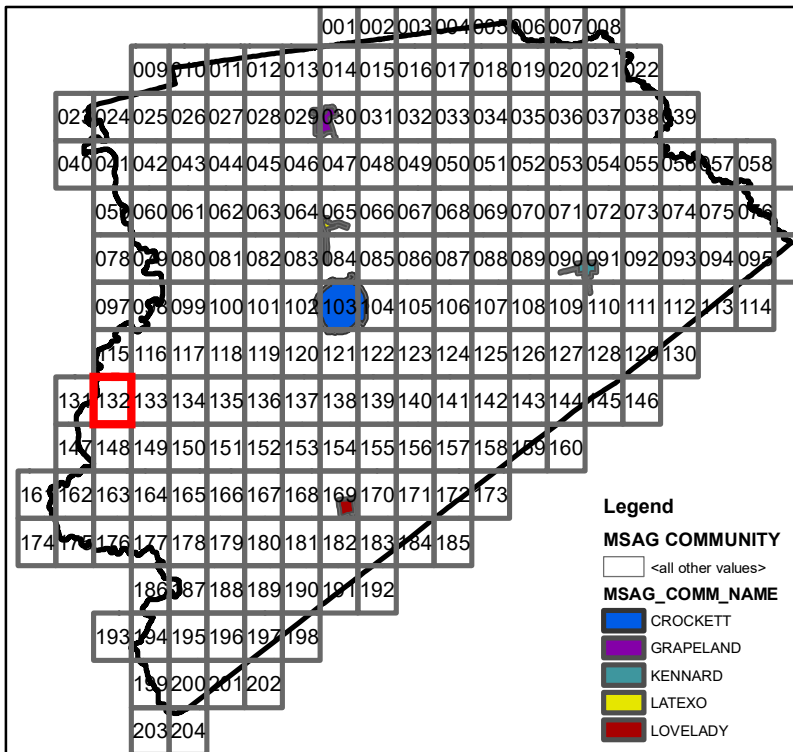 001 002 003 004 005 006 007 008
009 010 011 012 013 014 015 016 017 018 019 020 021 022
023 024 025 026 027 028 029 030 031 032 033 034 035 036 037 038 039
040 041 042 043 044 045 046 047 048 049 050 051 052 053 054 055 056 057 058
059 060 061 062 063 064 065 066 067 068 069 070 071 072 073 074 075 076
078 079 080 081 082 083 084 085 086 087 088 089 090 091 092 093 094 095
097 098 099 100 101 102 103 104 105 106 107 108 109 110 111 112 113 114
115 116 117 118 119 120 121 122 123 124 125 126 127 128 129 130
131 132 133 134 135 136 137 138 139 140 141 142 143 144 145 146
147 148 149 150 151 152 153 154 155 156 157 158 159 160
161 162 163 164 165 166 167 168 169 170 171 172 173
174 175 176 177 178 179 180 181 182 183 184 185
186 187 188 189 190 191 192
193 194 195 196 197 198
199 200 201 202
203 204
Legend
MSAG COMMUNITY
<all other values>
MSAG_COMM_NAME
CROCKETT
GRAPELAND
KENNARD
LATEXO
LOVELADY